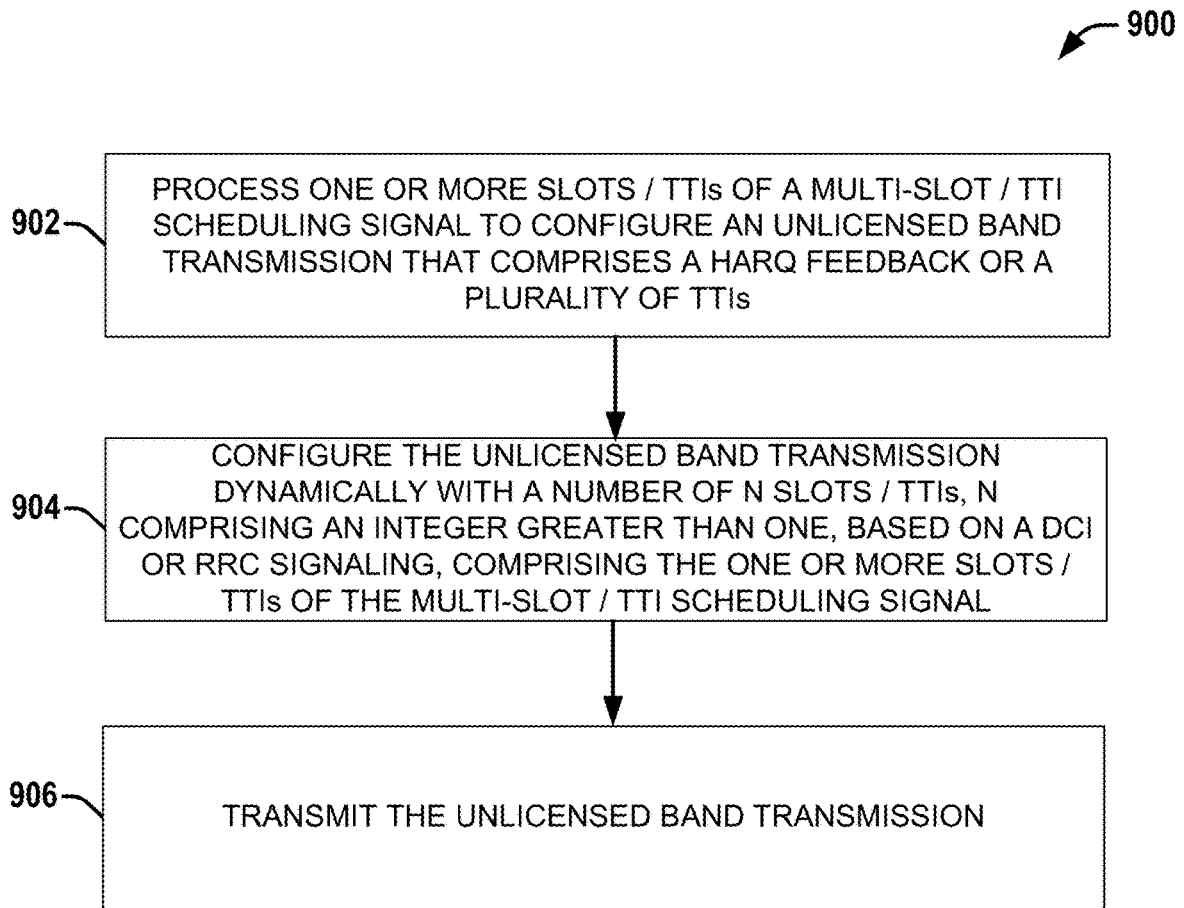 900
902
PROCESS ONE OR MORE SLOTS / TTIs OF A MULTI-SLOT / TTI
SCHEDULING SIGNAL TO CONFIGURE AN UNLICENSED BAND
TRANSMISSION THAT COMPRISES A HARQ FEEDBACK OR A
PLURALITY OF TTIs
904
CONFIGURE THE UNLICENSED BAND TRANSMISSION
DYNAMICALLY WITH A NUMBER OF N SLOTS / TTIs, N
COMPRISING AN INTEGER GREATER THAN ONE, BASED ON A DCI
OR RRC SIGNALING, COMPRISING THE ONE OR MORE SLOTS /
TTIs OF THE MULTI-SLOT / TTI SCHEDULING SIGNAL
906
TRANSMIT THE UNLICENSED BAND TRANSMISSION